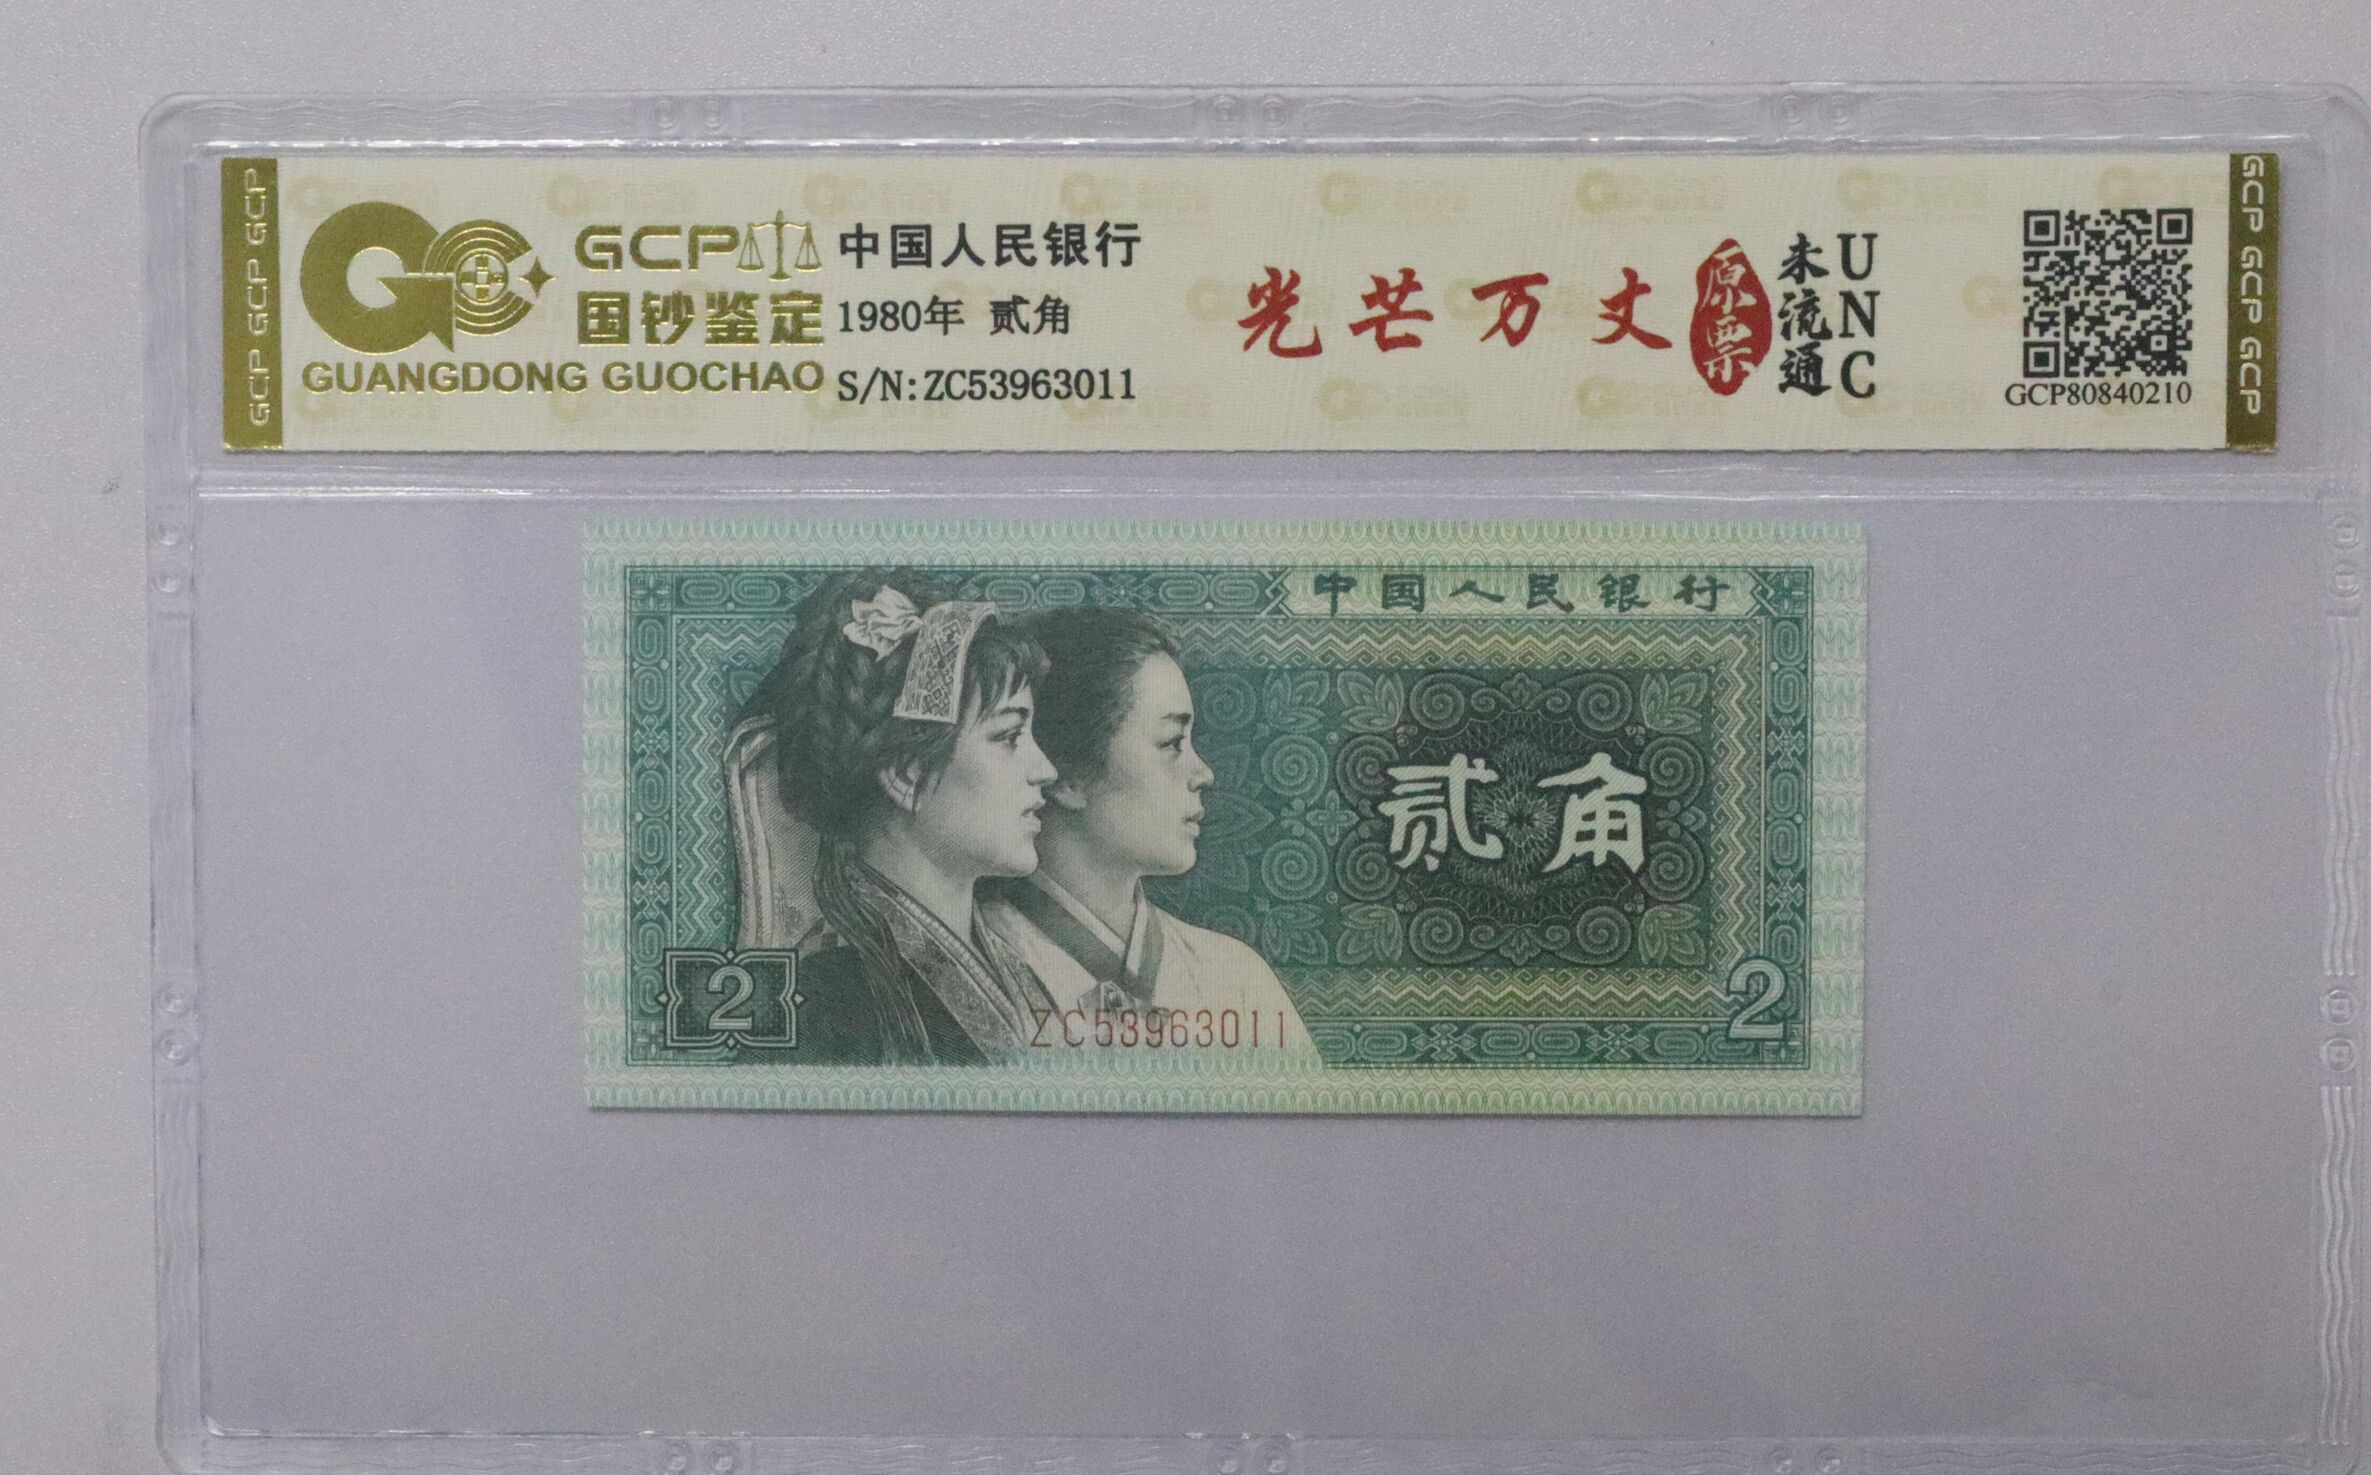 GCP GCP GCP
GCP
国钞鉴定
GUANGDONG GUOCHAO
中国人民银行
1980年 贰角
S/N:ZC53963011
光芒万丈
原票
未流通
UNC
GCP80840210
GCP GCP GCP
中国人民银行
贰角
2
ZC53963011
2